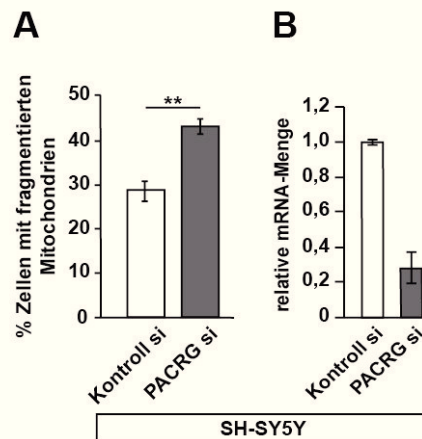 A
% Zellen mit fragmentierten
Mitochondrien
50
40
30
20
10
0
**
Kontroll si
PACRG si
B
relative mRNA-Menge
1,2
1,0
0,8
0,6
0,4
0,2
0
Kontroll si
PACRG si
SH-SY5Y